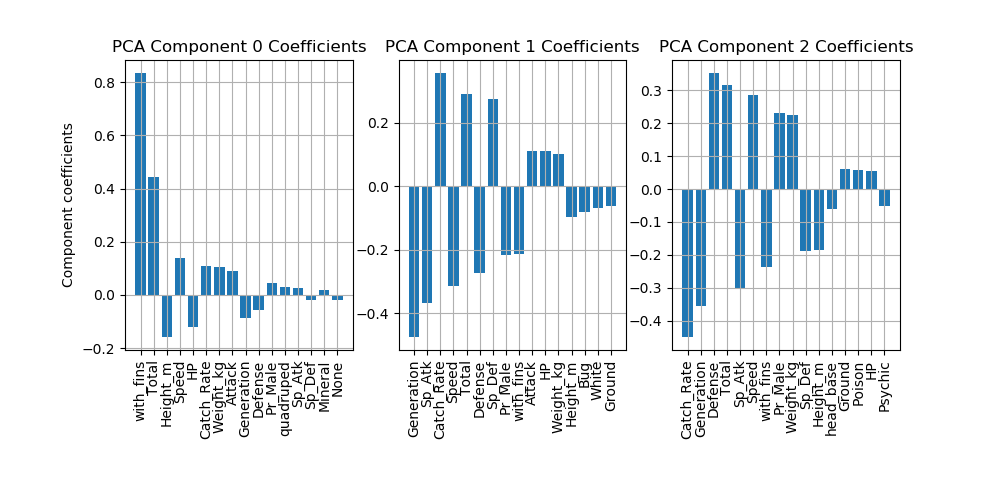 PCA Component 0 Coefficients
Component coefficients
0.8
0.6
0.4
0.2
0.0
−0.2
with_fins
Total
Height_m
Speed
HP
Catch_Rate
Weight_kg
Attack
Generation
Defense
Pr_Male
quadruped
Sp_Atk
Sp_Def
Mineral
None
PCA Component 1 Coefficients
0.2
0.0
−0.2
−0.4
Generation
Sp_Atk
Catch_Rate
Speed
Total
Defense
Sp_Def
Pr_Male
with_fins
Attack
HP
Weight_kg
Height_m
Bug
White
Ground
PCA Component 2 Coefficients
0.3
0.2
0.1
0.0
−0.1
−0.2
−0.3
−0.4
Catch_Rate
Generation
Defense
Total
Sp_Atk
Speed
with_fins
Pr_Male
Weight_kg
Sp_Def
Height_m
head_base
Ground
Poison
HP
Psychic